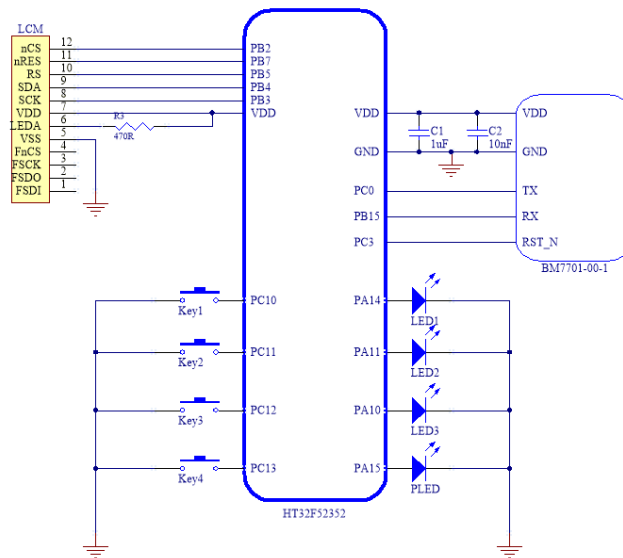 LCM
nCS 12 PB2
nRES 11 PB7
RS 10 PB5
SDA 9 PB4
SCK 8 PB3
VDD 7 VDD
LEDA 6 R3 470R
VSS 5
FnCS 4
FSCK 3
FSDO 2
FSDI 1
VDD C1 1uF C2 10nF VDD
GND GND
PC0 TX
PB15 RX
PC3 RST_N
BM7701-00-1
Key1 PC10 PA14 LED1
Key2 PC11 PA11 LED2
Key3 PC12 PA10 LED3
Key4 PC13 PA15 PLED
HT32F52352